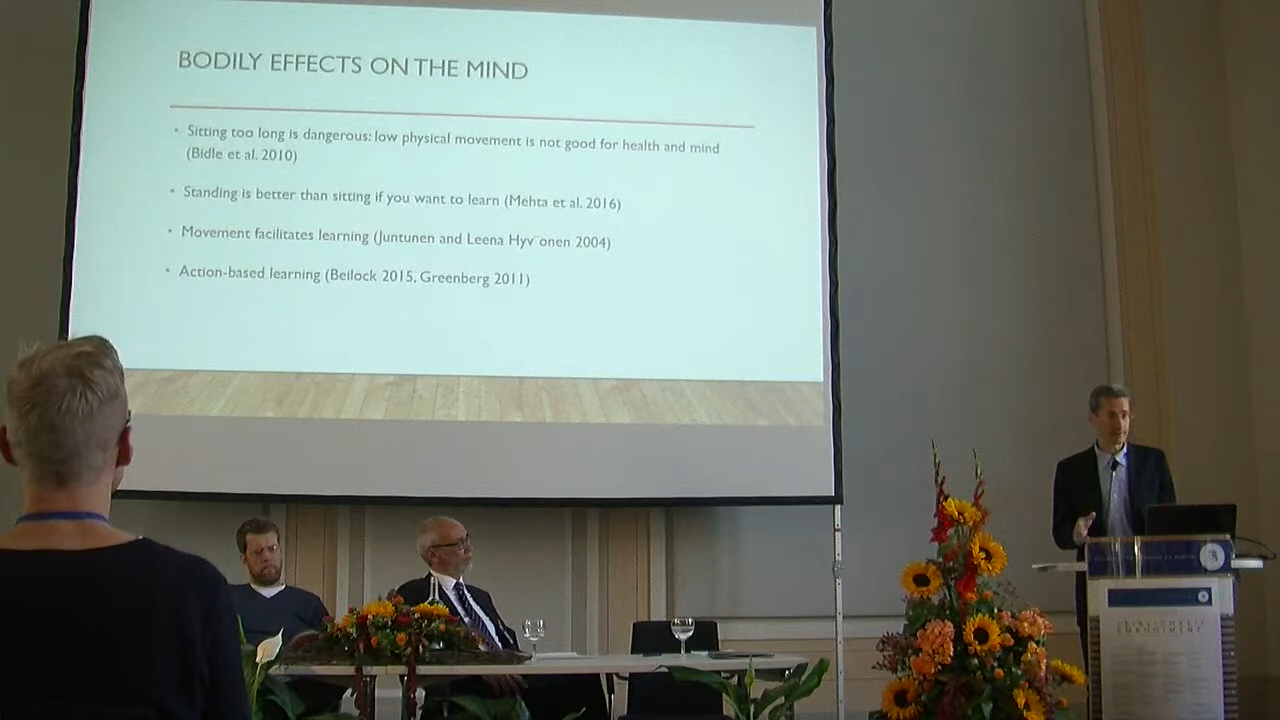 BODILY EFFECTS ON THE MIND
• Sitting too long is dangerous: low physical movement is not good for health and mind
(Bidle et al. 2010)
• Standing is better than sitting if you want to learn (Mehta et al. 2016)
• Movement facilitates learning (Juntunen and Leena Hyv¨onen 2004)
• Action-based learning (Beilock 2015, Greenberg 2011)
LEIBLICHKEIT
EMBODIMENT